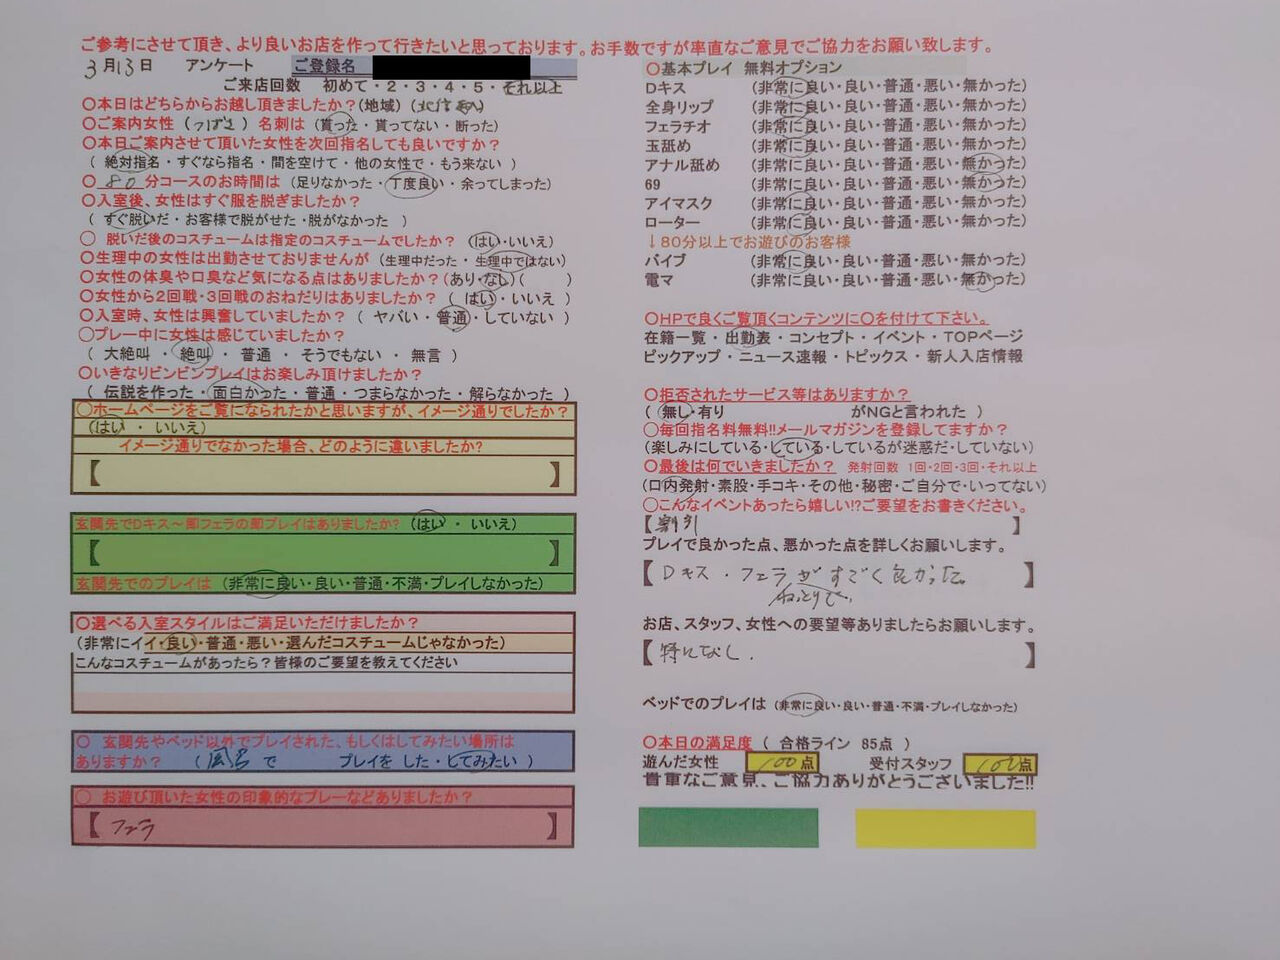 ご参考にさせて頂き、より良いお店を作って行きたいと思っております。お手数ですが率直なご意見でご協力をお願い致します。
3月13日 アンケート ご登録名
ご来店回数 初めて・2・3・4・5・それ以上
〇本日はどちらからお越し頂きましたか？(地域)
〇ご案内女性 (つばさ) 名刺は (貰った・貰ってない・断った)
〇本日ご案内させて頂いた女性を次回指名しても良いですか？
( 絶対指名・すぐなら指名・間を空けて・他の女性で・もう来ない )
〇 80 分コースのお時間は (足りなかった・丁度良い・余ってしまった)
〇入室後、女性はすぐ服を脱ぎましたか？
( すぐ脱いだ・お客様で脱がせた・脱がなかった )
〇 脱いだ後のコスチュームは指定のコスチュームでしたか？ (はい・いいえ)
〇生理中の女性は出勤させておりませんが (生理中だった・生理中ではない)
〇女性の体臭や口臭など気になる点はありましたか？(あり・なし)( )
〇女性から2回戦・3回戦のおねだりはありましたか？ ( はい・いいえ )
〇入室時、女性は興奮していましたか？ ( ヤバい・普通・していない )
〇プレー中に女性は感じていましたか？
( 大絶叫 ・ 絶叫 ・ 普通 ・ そうでもない ・ 無言 )
〇いきなりビンビンプレイはお楽しみ頂けましたか？
( 伝説を作った・面白かった・普通・つまらなかった・解らなかった )
〇ホームページをご覧になられたかと思いますが、イメージ通りでしたか？
(はい ・ いいえ)
イメージ通りでなかった場合、どのように違いましたか?
【 】
玄関先でDキス～即フェラの即プレイはありましたか? (はい ・ いいえ)
【 】
玄関先でのプレイは (非常に良い・良い・普通・不満・プレイしなかった)
〇選べる入室スタイルはご満足いただけましたか？
(非常にイイ・良い・普通・悪い・選んだコスチュームじゃなかった)
こんなコスチュームがあったら？皆様のご要望を教えてください
〇 玄関先やベッド以外でプレイされた、もしくはしてみたい場所は
ありますか？ ( 風呂 で プレイを した・してみたい )
〇 お遊び頂いた女性の印象的なプレーなどありましたか？
【 フェラ 】
〇基本プレイ 無料オプション
Dキス (非常に良い・良い・普通・悪い・無かった)
全身リップ (非常に良い・良い・普通・悪い・無かった)
フェラチオ (非常に良い・良い・普通・悪い・無かった)
玉舐め (非常に良い・良い・普通・悪い・無かった)
アナル舐め (非常に良い・良い・普通・悪い・無かった)
69 (非常に良い・良い・普通・悪い・無かった)
アイマスク (非常に良い・良い・普通・悪い・無かった)
ローター (非常に良い・良い・普通・悪い・無かった)
↓80分以上でお遊びのお客様
バイブ (非常に良い・良い・普通・悪い・無かった)
電マ (非常に良い・良い・普通・悪い・無かった)
〇HPで良くご覧頂くコンテンツに〇を付けて下さい。
在籍一覧・出勤表・コンセプト・イベント・TOPページ
ピックアップ・ニュース速報・トピックス・新人入店情報
〇拒否されたサービス等はありますか？
( 無し・有り がNGと言われた )
〇毎回指名料無料!!メールマガジンを登録してますか？
(楽しみにしている・している・しているが迷惑だ・していない)
〇最後は何でいきましたか？ 発射回数 1回・2回・3回・それ以上
(口内発射・素股・手コキ・その他・秘密・ご自分で・いってない)
〇こんなイベントあったら嬉しい!?ご要望をお書きください。
【 割引 】
プレイで良かった点、悪かった点を詳しくお願いします。
【 Dキス・フェラがすごく良かった。 】
ねっとりで、
お店、スタッフ、女性への要望等ありましたらお願いします。
【 特になし. 】
ベッドでのプレイは (非常に良い・良い・普通・不満・プレイしなかった)
〇本日の満足度 ( 合格ライン 85点 )
遊んだ女性 100点 受付スタッフ 100点
貴重なご意見、ご協力ありがとうございました!!